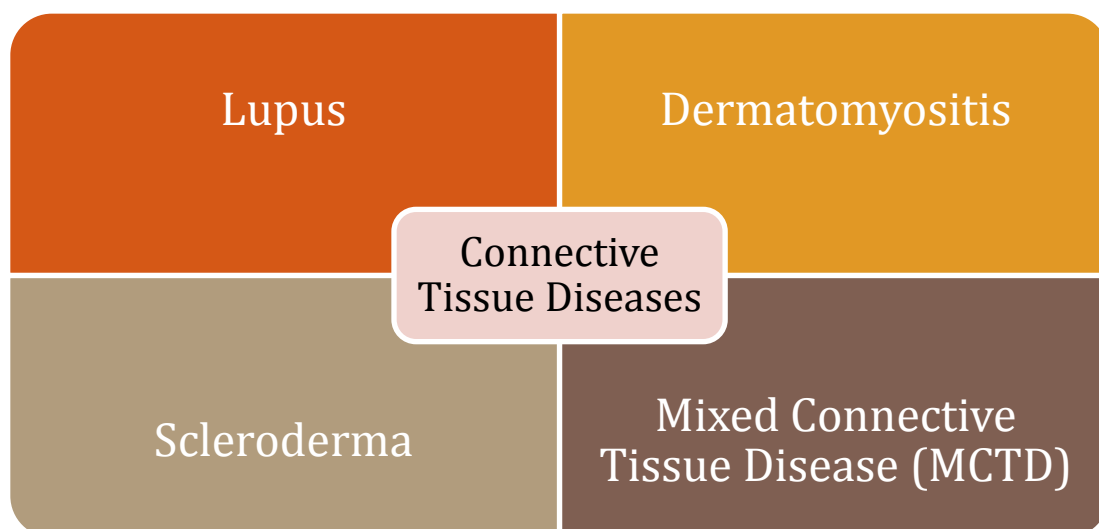 Lupus
Dermatomyositis
Connective
Tissue Diseases
Scleroderma
Mixed Connective
Tissue Disease (MCTD)